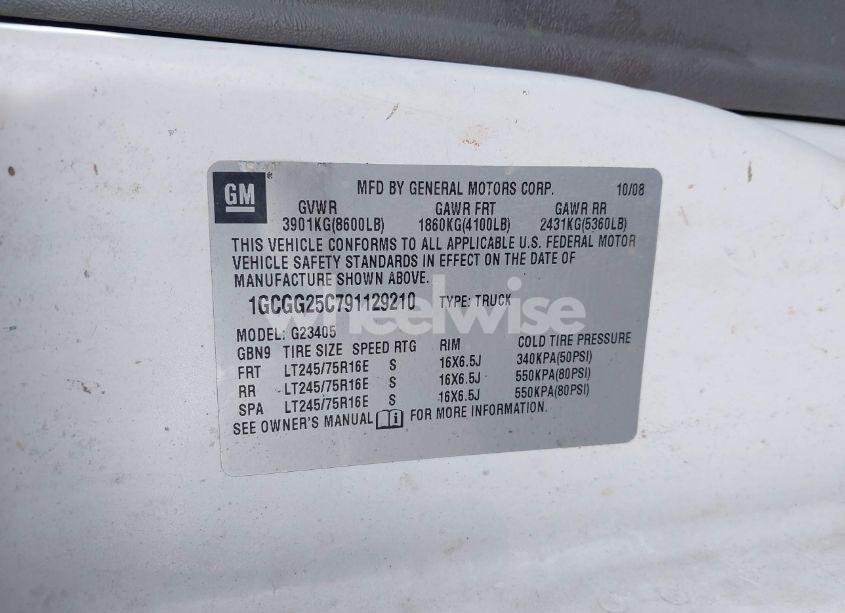 GM ® MFD BY GENERAL MOTORS CORP. 10/08
GVWR GAWR FRT GAWR RR
3901KG(8600LB) 1860KG(4100LB) 2431KG(5360LB)
THIS VEHICLE CONFORMS TO ALL APPLICABLE U.S. FEDERAL MOTOR
VEHICLE SAFETY STANDARDS IN EFFECT ON THE DATE OF
MANUFACTURE SHOWN ABOVE.
1GCGG25C791129210 TYPE: TRUCK
wheelwise
MODEL: G23405
GBN9 TIRE SIZE SPEED RTG RIM COLD TIRE PRESSURE
FRT LT245/75R16E S 16X6.5J 340KPA(50PSI)
RR LT245/75R16E S 16X6.5J 550KPA(80PSI)
SPA LT245/75R16E S 16X6.5J 550KPA(80PSI)
SEE OWNER'S MANUAL i FOR MORE INFORMATION.